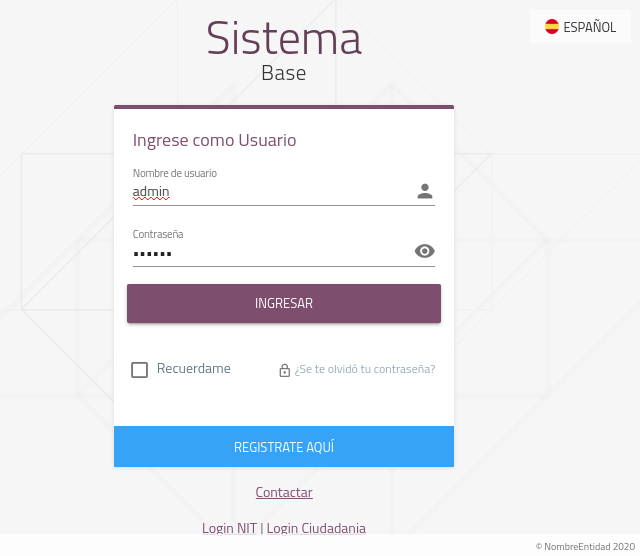 Sistema
Base
ESPAÑOL
Ingrese como Usuario
Nombre de usuario
admin
Contraseña
••••••
INGRESAR
Recuerdame
¿Se te olvidó tu contraseña?
REGISTRATE AQUÍ
Contactar
Login NIT | Login Ciudadania
© NombreEntidad 2020